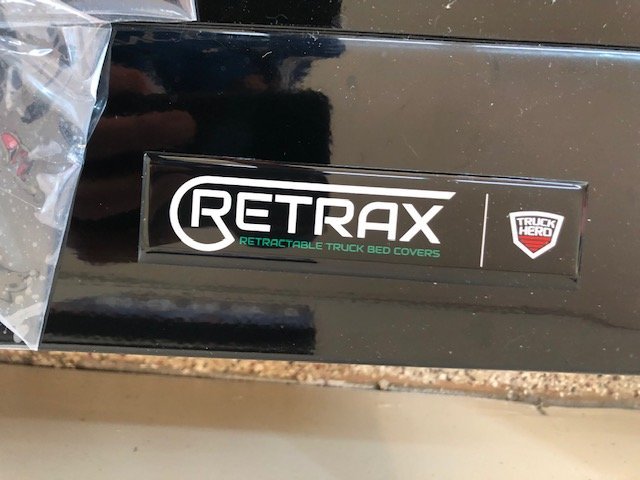 RETRAX
RETRACTABLE TRUCK BED COVERS
TRUCK
HERO